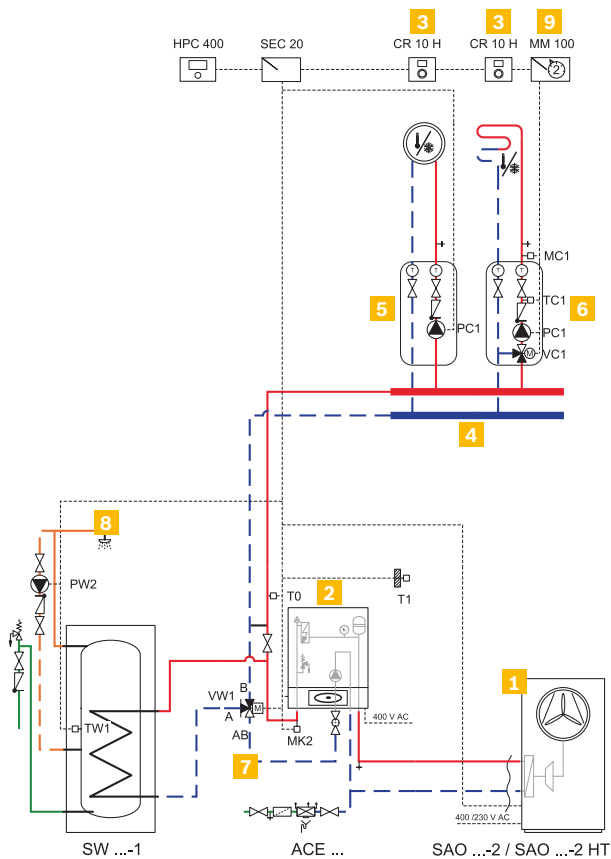 3
3
9
HPC 400
SEC 20
CR 10 H
CR 10 H
MM 100
2
T
T
T
T
MC1
5
TC1
6
PC1
PC1
M
VC1
4
8
PW2
T0
2
T1
1
VW1
B
A
M
AB
400 V AC
TW1
MK2
7
400 /230 V AC
SW ...-1
ACE ...
SAO ...-2 / SAO ...-2 HT